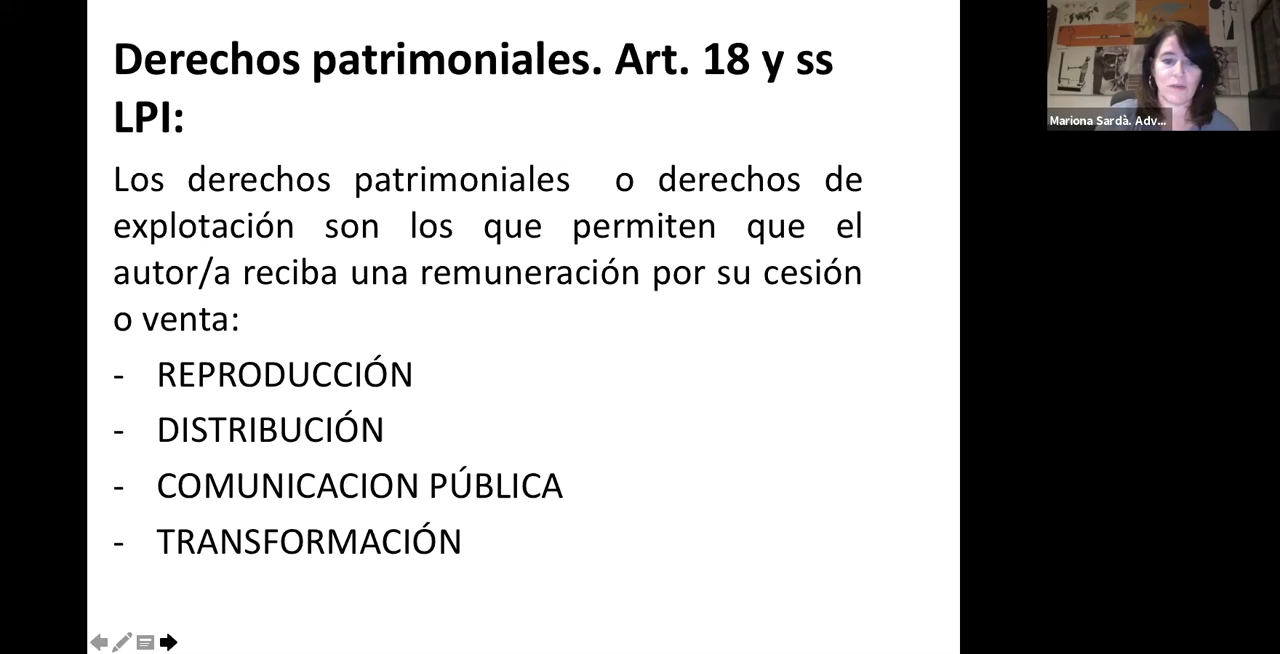 Derechos patrimoniales. Art. 18 y ss
LPI:
Los derechos patrimoniales o derechos de
explotación son los que permiten que el
autor/a reciba una remuneración por su cesión
o venta:
- REPRODUCCIÓN
- DISTRIBUCIÓN
- COMUNICACION PÚBLICA
- TRANSFORMACIÓN
Mariona Sardà. Adv...